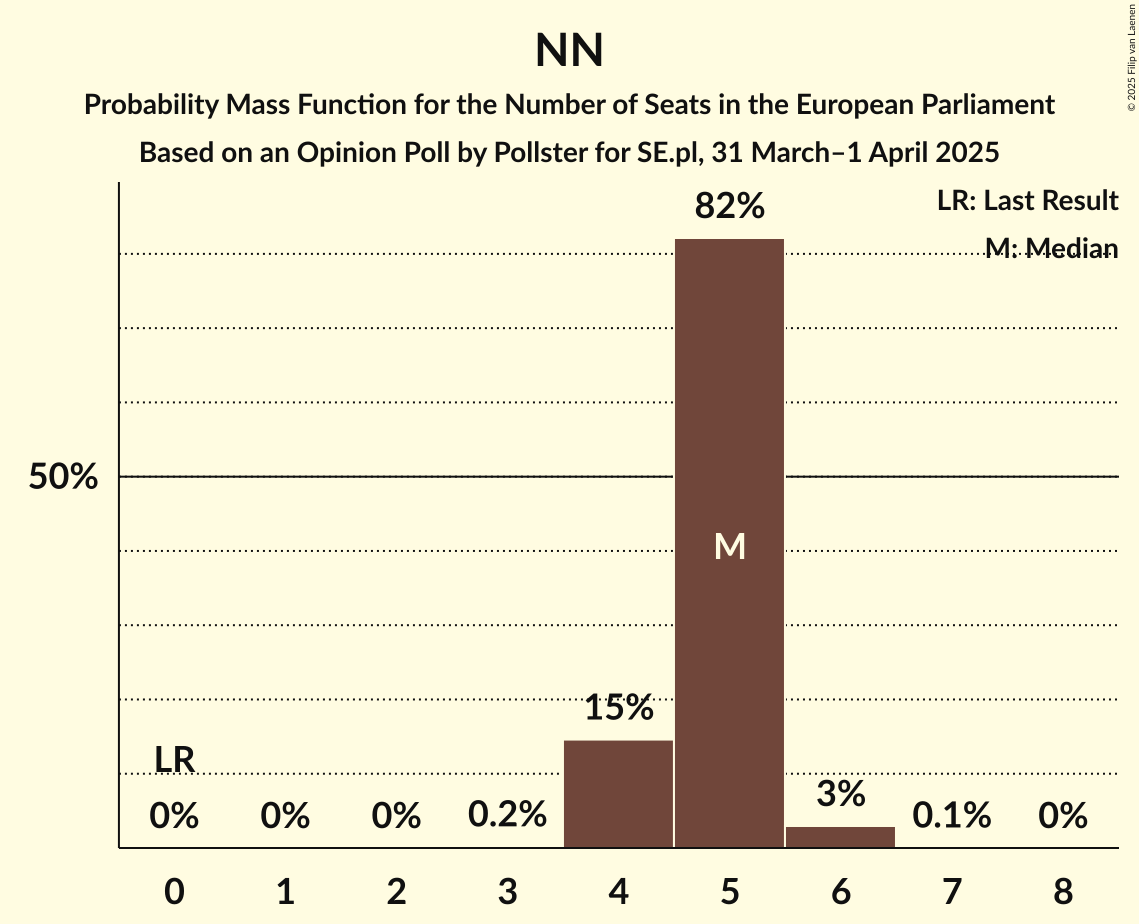 NN
Probability Mass Function for the Number of Seats in the European Parliament
Based on an Opinion Poll by Pollster for SE.pl, 31 March–1 April 2025
© 2025 Filip van Laenen
LR: Last Result
M: Median
82%
50%
M
15%
LR
0% 0% 0% 0.2% 3% 0.1% 0%
0 1 2 3 4 5 6 7 8